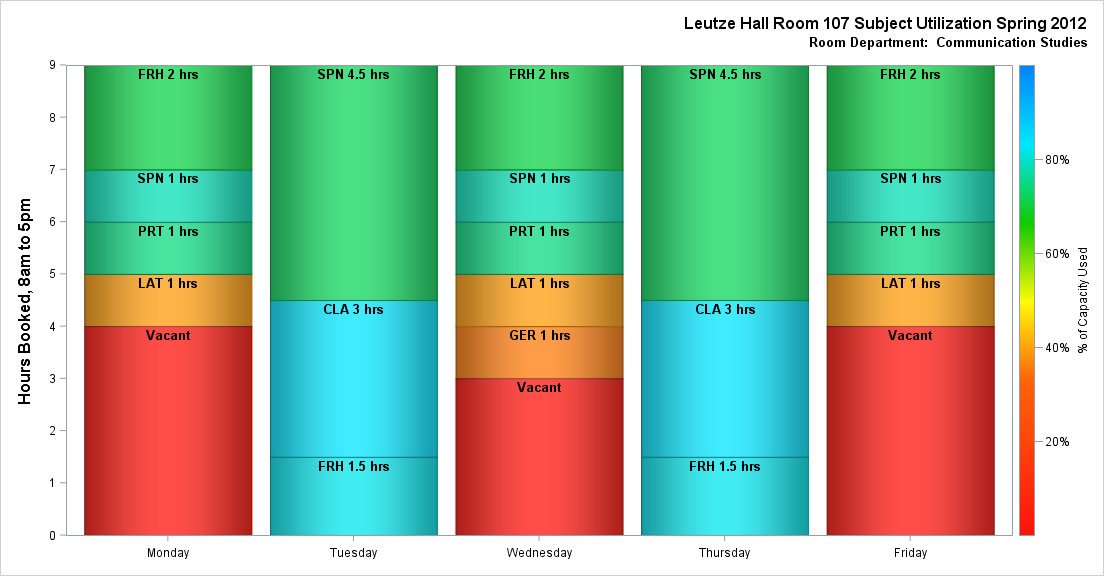 Leutze Hall Room 107 Subject Utilization Spring 2012
Room Department:  Communication Studies
Hours Booked, 8am to 5pm
9
8
7
6
5
4
3
2
1
0
FRH 2 hrs
SPN 1 hrs
PRT 1 hrs
LAT 1 hrs
Vacant
Monday
SPN 4.5 hrs
CLA 3 hrs
FRH 1.5 hrs
Tuesday
FRH 2 hrs
SPN 1 hrs
PRT 1 hrs
LAT 1 hrs
GER 1 hrs
Vacant
Wednesday
SPN 4.5 hrs
CLA 3 hrs
FRH 1.5 hrs
Thursday
FRH 2 hrs
SPN 1 hrs
PRT 1 hrs
LAT 1 hrs
Vacant
Friday
80%
60%
40%
20%
% of Capacity Used